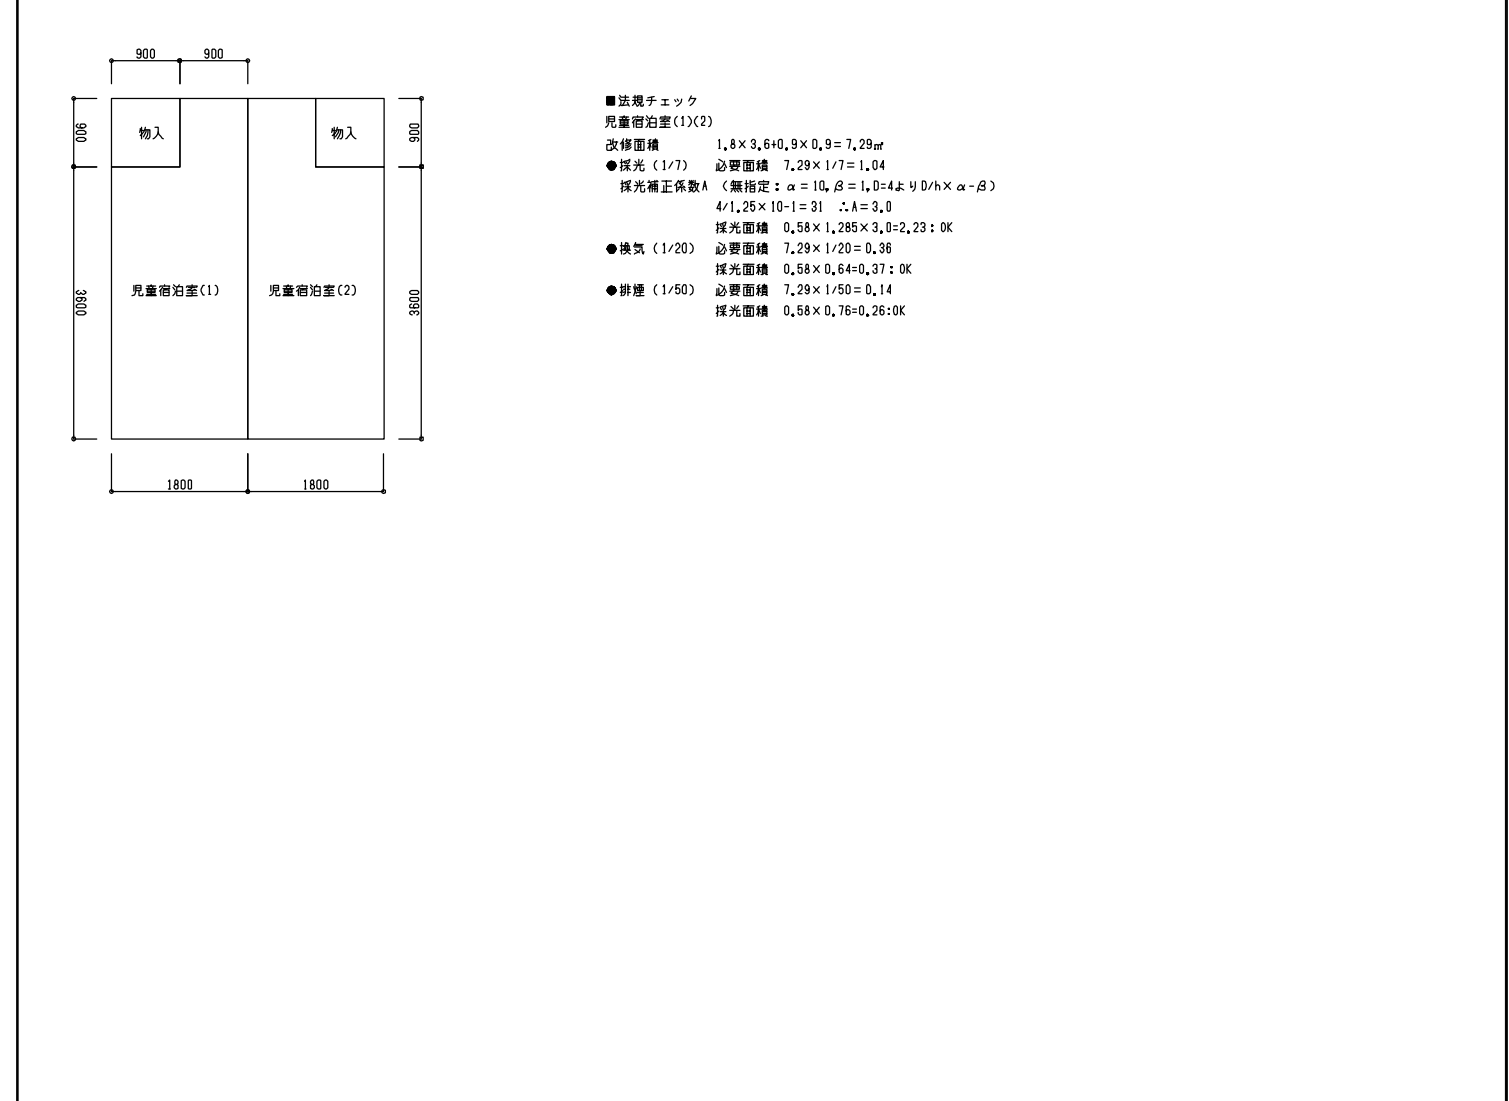 900 900
900 物入 物入 900
3600 児童宿泊室(1) 児童宿泊室(2) 3600
1800 1800
■法規チェック
児童宿泊室(1)(2)
改修面積 1.8×3.6+0.9×0.9=7.29㎡
●採光（1/7） 必要面積 7.29×1/7=1.04
採光補正係数A （無指定：α=10,β=1,D=4よりD/h×α-β）
4/1.25×10-1=31 ∴A=3.0
採光面積 0.58×1.285×3.0=2.23：OK
●換気（1/20） 必要面積 7.29×1/20=0.36
採光面積 0.58×0.64=0.37：OK
●排煙（1/50） 必要面積 7.29×1/50=0.14
採光面積 0.58×0.76=0.26:OK